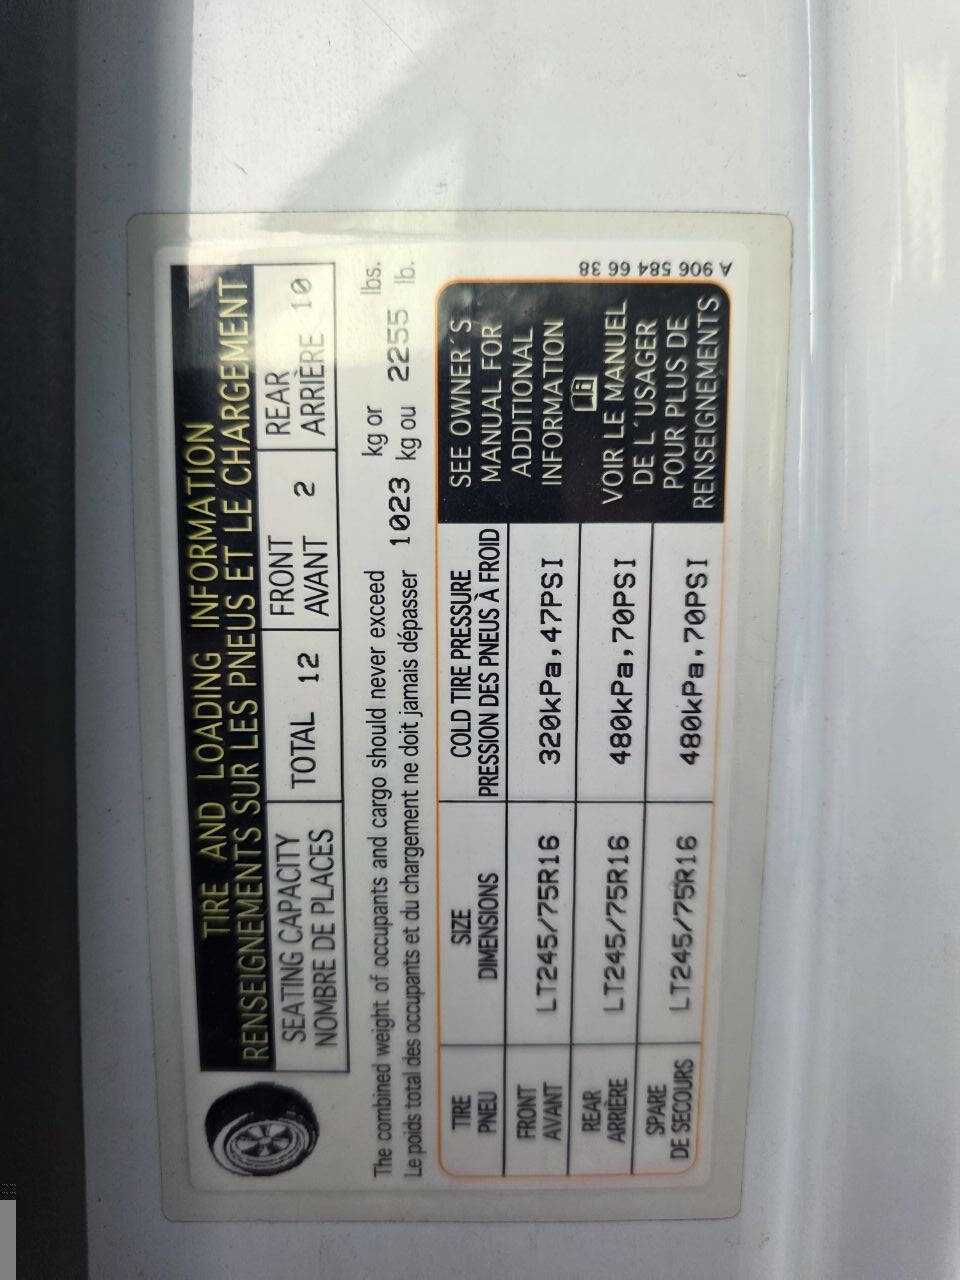 TIRE AND LOADING INFORMATION
RENSEIGNEMENTS SUR LES PNEUS ET LE CHARGEMENT
SEATING CAPACITY
NOMBRE DE PLACES
TOTAL 12
FRONT
AVANT 2
REAR
ARRIÈRE 10
The combined weight of occupants and cargo should never exceed 1023 kg or 2255 lbs.
Le poids total des occupants et du chargement ne doit jamais dépasser kg ou lb.
TIRE
PNEU
SIZE
DIMENSIONS
COLD TIRE PRESSURE
PRESSION DES PNEUS À FROID
FRONT
AVANT
LT245/75R16
320kPa,47PSI
REAR
ARRIÈRE
LT245/75R16
480kPa,70PSI
SPARE
DE SECOURS
LT245/75R16
480kPa,70PSI
SEE OWNER´S
MANUAL FOR
ADDITIONAL
INFORMATION
VOIR LE MANUEL
DE L´USAGER
POUR PLUS DE
RENSEIGNEMENTS
A 906 584 66 38